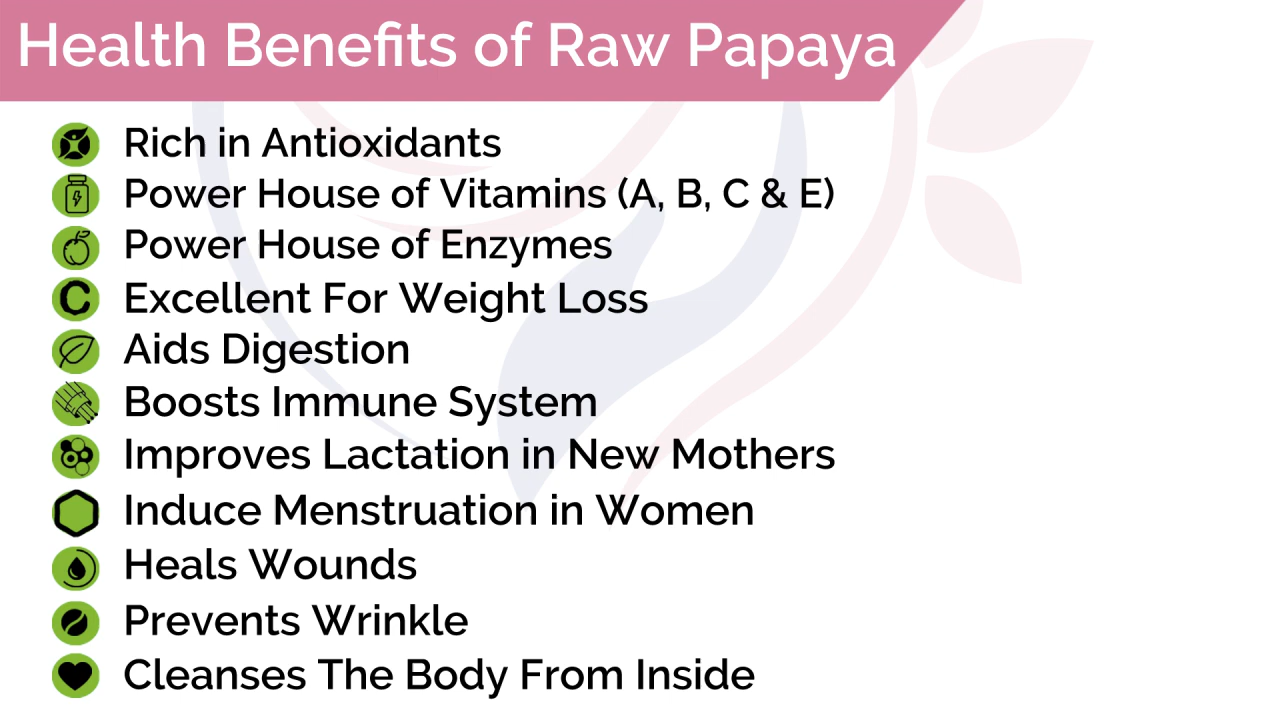 Health Benefits of Raw Papaya
Rich in Antioxidants
Power House of Vitamins (A, B, C & E)
Power House of Enzymes
C Excellent For Weight Loss
Aids Digestion
Boosts Immune System
Improves Lactation in New Mothers
Induce Menstruation in Women
Heals Wounds
Prevents Wrinkle
Cleanses The Body From Inside